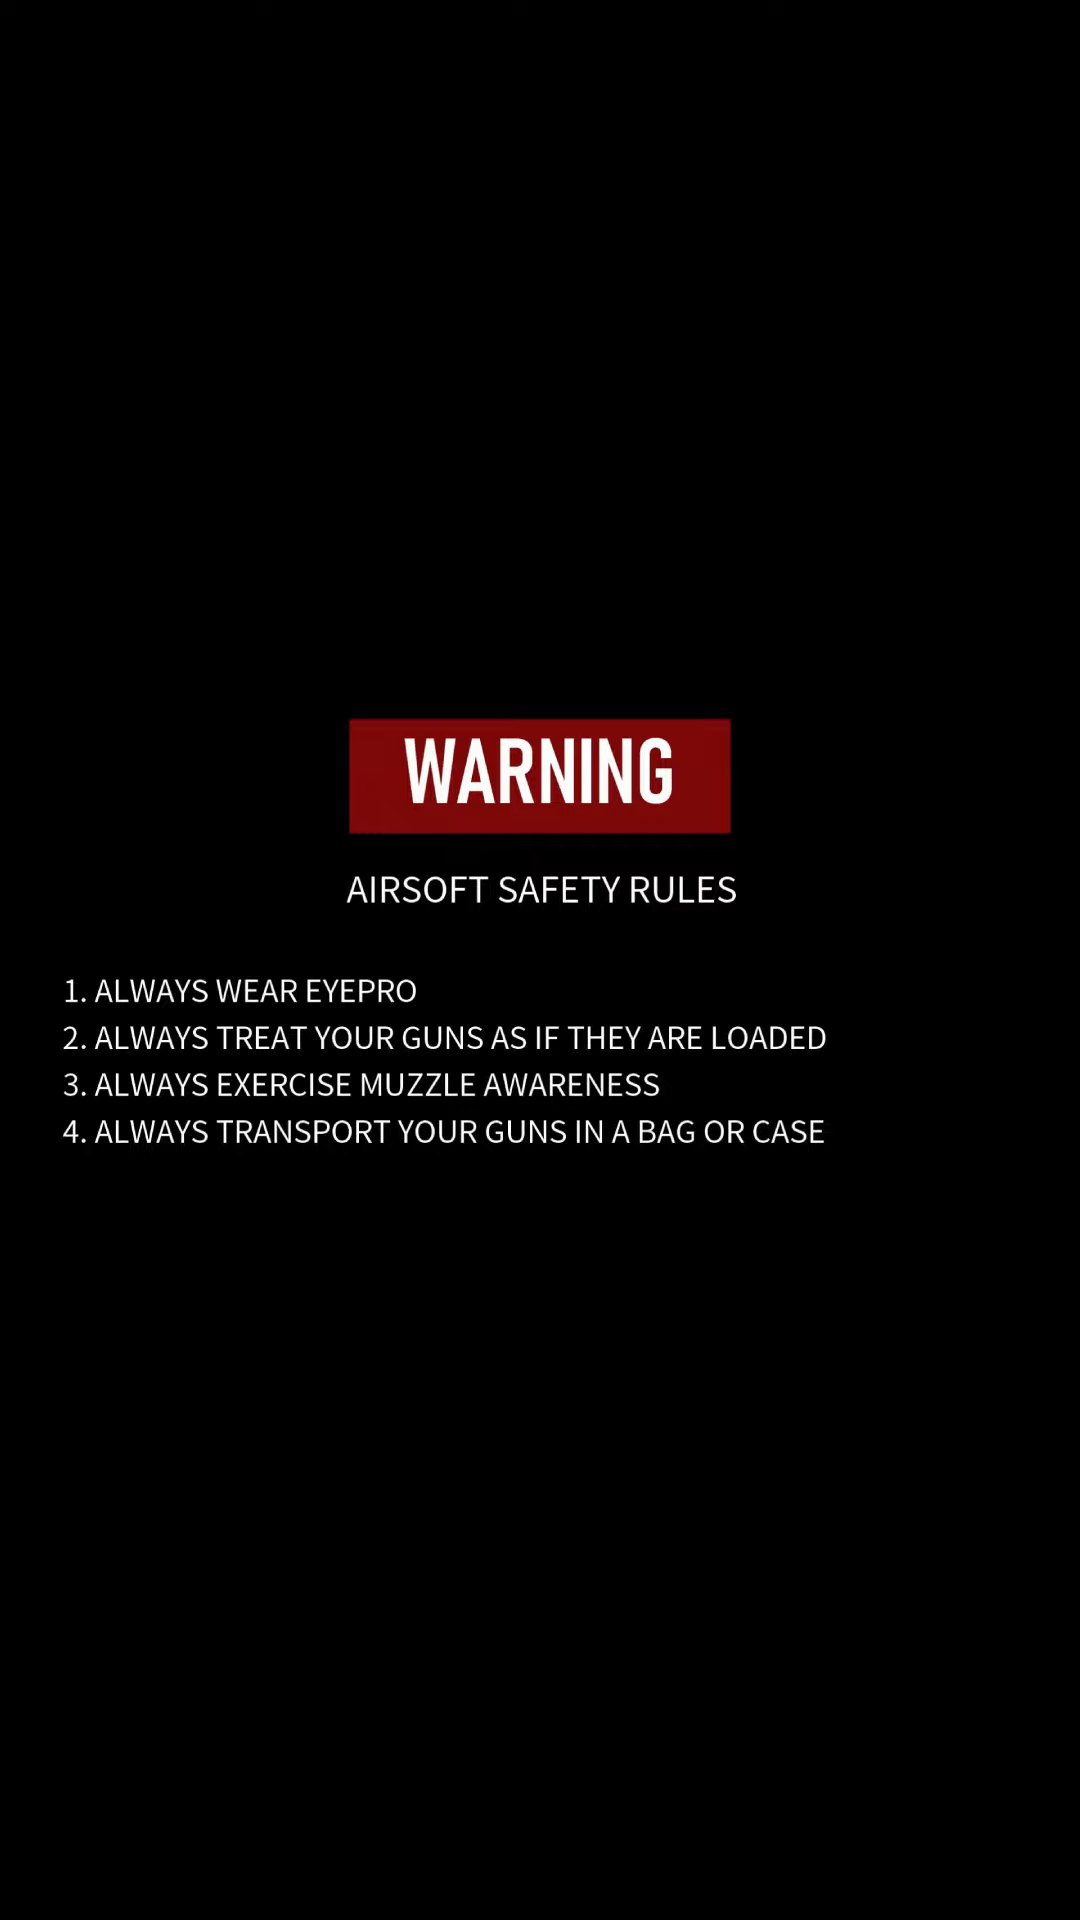 WARNING
AIRSOFT SAFETY RULES
1. ALWAYS WEAR EYEPRO
2. ALWAYS TREAT YOUR GUNS AS IF THEY ARE LOADED
3. ALWAYS EXERCISE MUZZLE AWARENESS
4. ALWAYS TRANSPORT YOUR GUNS IN A BAG OR CASE